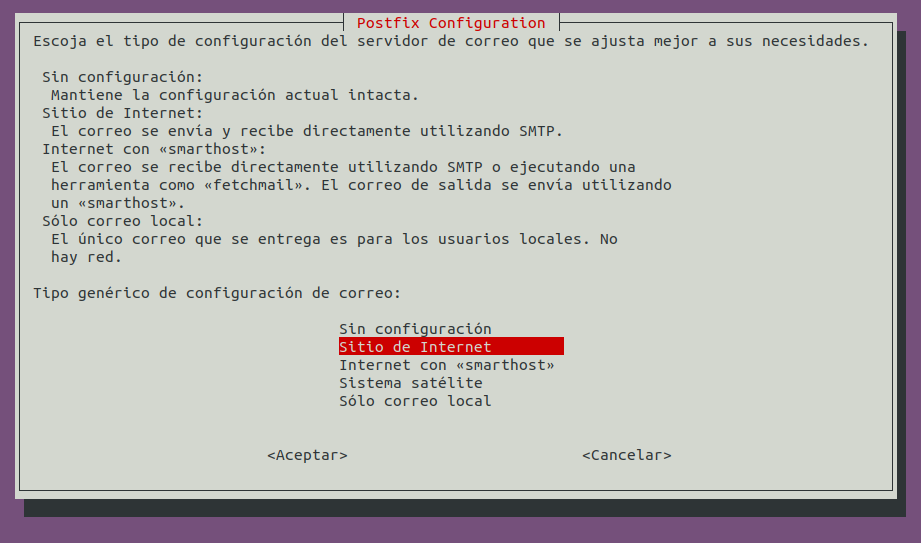 Postfix Configuration
Escoja el tipo de configuración del servidor de correo que se ajusta mejor a sus necesidades.
Sin configuración:
Mantiene la configuración actual intacta.
Sitio de Internet:
El correo se envía y recibe directamente utilizando SMTP.
Internet con «smarthost»:
El correo se recibe directamente utilizando SMTP o ejecutando una
herramienta como «fetchmail». El correo de salida se envía utilizando
un «smarthost».
Sólo correo local:
El único correo que se entrega es para los usuarios locales. No
hay red.
Tipo genérico de configuración de correo:
Sin configuración
Sitio de Internet
Internet con «smarthost»
Sistema satélite
Sólo correo local
<Aceptar> <Cancelar>